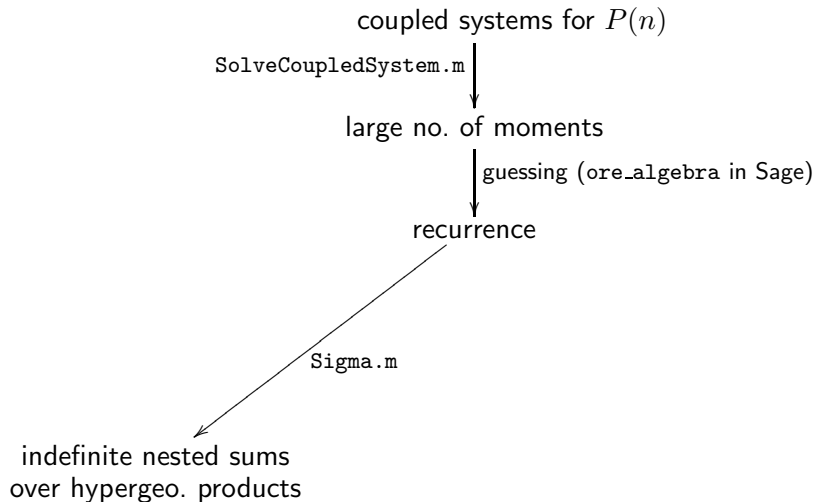 coupled systems for P(n)
SolveCoupledSystem.m
large no. of moments
guessing (ore_algebra in Sage)
recurrence
Sigma.m
indefinite nested sums
over hypergeo. products